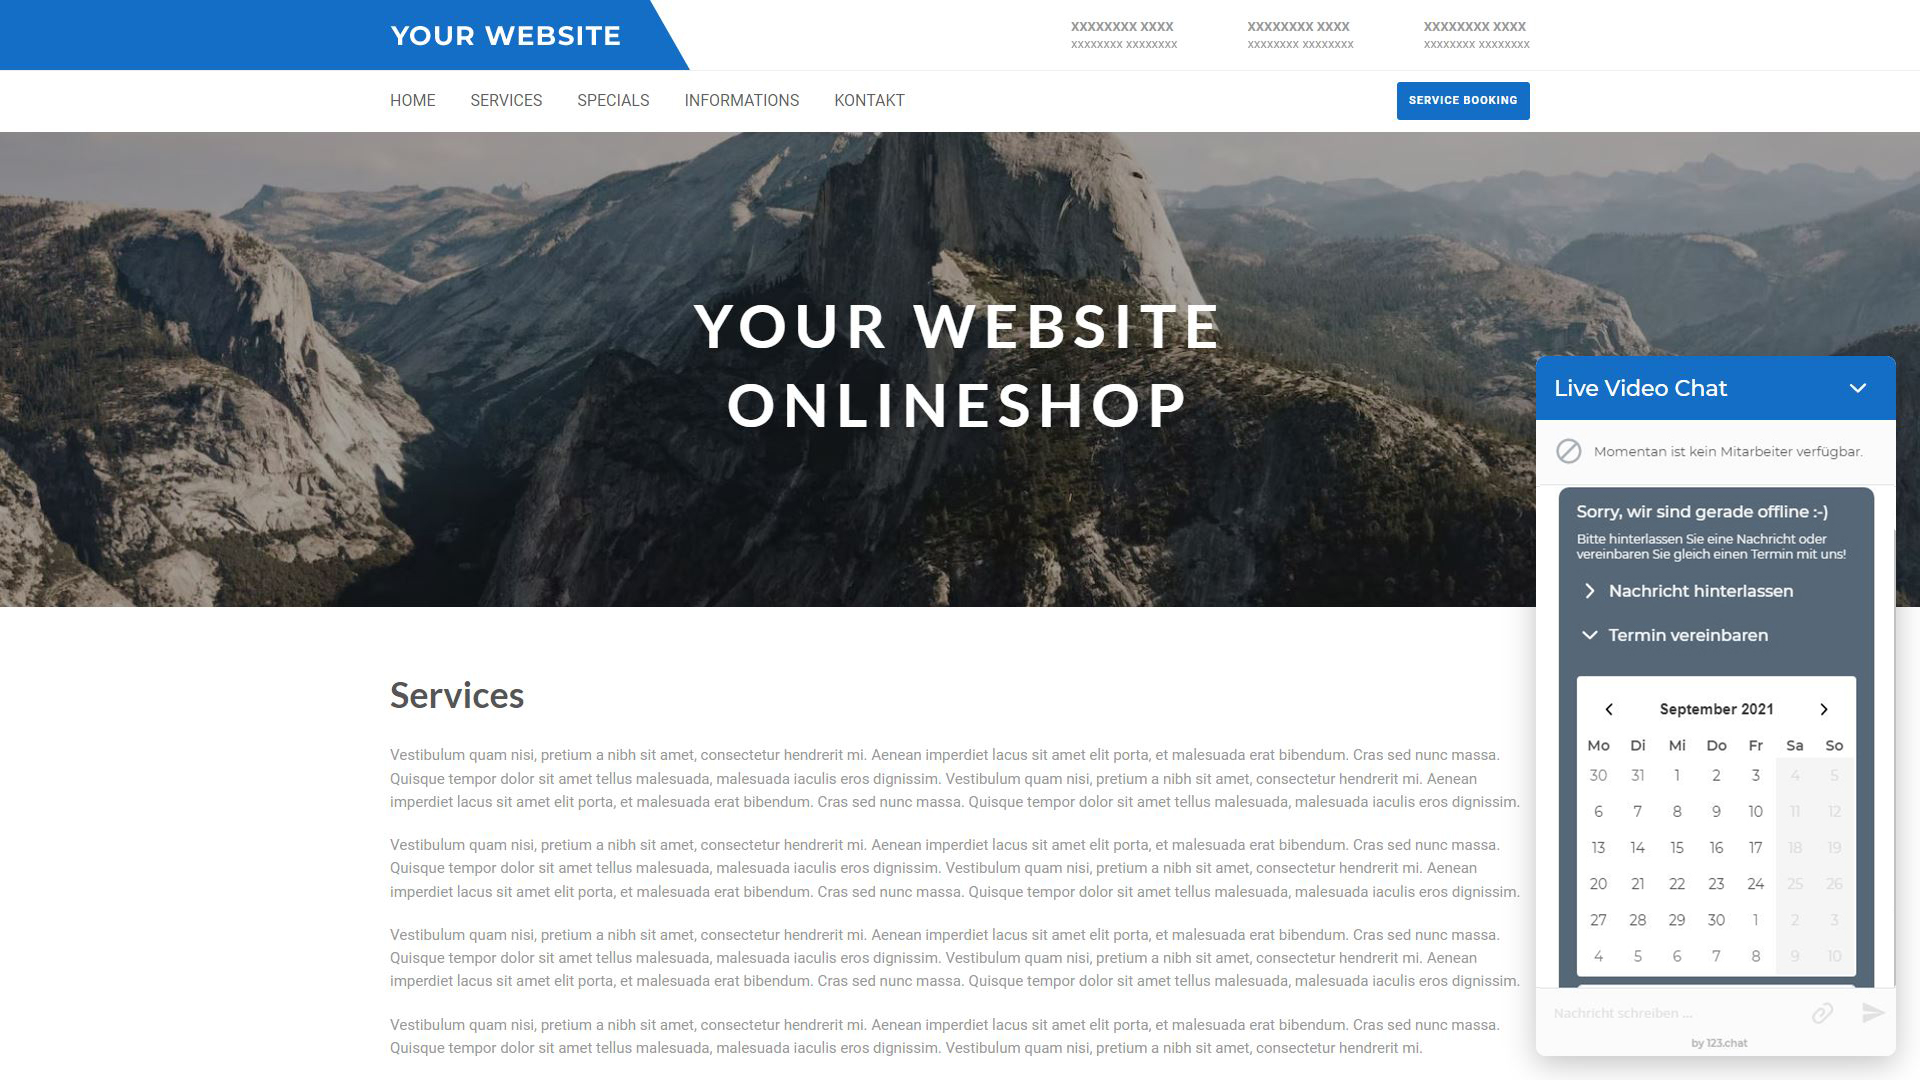 YOUR WEBSITE
XXXXXXXX XXXX
XXXXXXXX XXXXXXXX
XXXXXXXX XXXX
XXXXXXXX XXXXXXXX
XXXXXXXX XXXX
XXXXXXXX XXXXXXXX
HOME SERVICES SPECIALS INFORMATIONS KONTAKT
SERVICE BOOKING
YOUR WEBSITE
ONLINESHOP
Services
Vestibulum quam nisi, pretium a nibh sit amet, consectetur hendrerit mi. Aenean imperdiet lacus sit amet elit porta, et malesuada erat bibendum. Cras sed nunc massa.
Quisque tempor dolor sit amet tellus malesuada, malesuada iaculis eros dignissim. Vestibulum quam nisi, pretium a nibh sit amet, consectetur hendrerit mi. Aenean
imperdiet lacus sit amet elit porta, et malesuada erat bibendum. Cras sed nunc massa. Quisque tempor dolor sit amet tellus malesuada, malesuada iaculis eros dignissim.
Vestibulum quam nisi, pretium a nibh sit amet, consectetur hendrerit mi. Aenean imperdiet lacus sit amet elit porta, et malesuada erat bibendum. Cras sed nunc massa.
Quisque tempor dolor sit amet tellus malesuada, malesuada iaculis eros dignissim. Vestibulum quam nisi, pretium a nibh sit amet, consectetur hendrerit mi. Aenean
imperdiet lacus sit amet elit porta, et malesuada erat bibendum. Cras sed nunc massa. Quisque tempor dolor sit amet tellus malesuada, malesuada iaculis eros dignissim.
Vestibulum quam nisi, pretium a nibh sit amet, consectetur hendrerit mi. Aenean imperdiet lacus sit amet elit porta, et malesuada erat bibendum. Cras sed nunc massa.
Quisque tempor dolor sit amet tellus malesuada, malesuada iaculis eros dignissim. Vestibulum quam nisi, pretium a nibh sit amet, consectetur hendrerit mi. Aenean
imperdiet lacus sit amet elit porta, et malesuada erat bibendum. Cras sed nunc massa. Quisque tempor dolor sit amet tellus malesuada, malesuada iaculis eros dignissim.
Vestibulum quam nisi, pretium a nibh sit amet, consectetur hendrerit mi. Aenean imperdiet lacus sit amet elit porta, et malesuada erat bibendum. Cras sed nunc massa.
Quisque tempor dolor sit amet tellus malesuada, malesuada iaculis eros dignissim. Vestibulum quam nisi, pretium a nibh sit amet, consectetur hendrerit mi.
Live Video Chat
Momentan ist kein Mitarbeiter verfügbar.
Sorry, wir sind gerade offline :-)
Bitte hinterlassen Sie eine Nachricht oder
vereinbaren Sie gleich einen Termin mit uns!
Nachricht hinterlassen
Termin vereinbaren
September 2021
Mo Di Mi Do Fr Sa So
30 31 1 2 3 4 5
6 7 8 9 10 11 12
13 14 15 16 17 18 19
20 21 22 23 24 25 26
27 28 29 30 1 2 3
4 5 6 7 8 9 10
Nachricht schreiben ...
by 123.chat